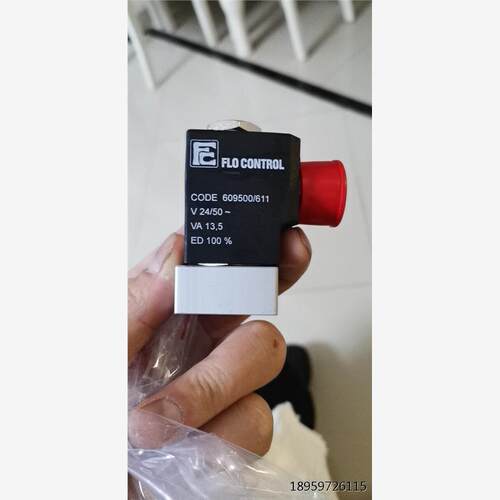 FC FLO CONTROL
CODE 609500/611
V 24/50 ~
VA 13,5
ED 100 %
18959726115